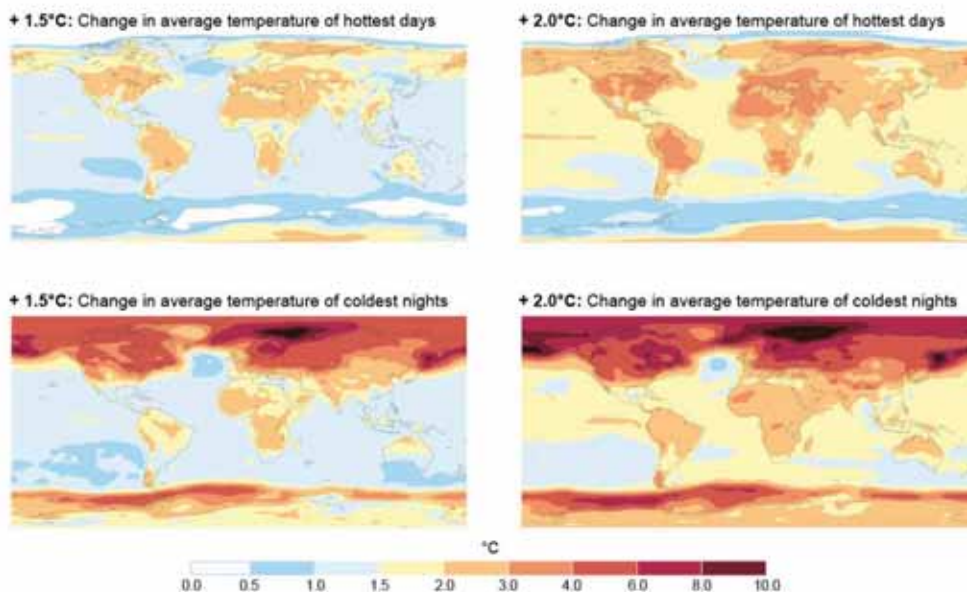 + 1.5°C: Change in average temperature of hottest days
+ 2.0°C: Change in average temperature of hottest days
+ 1.5°C: Change in average temperature of coldest nights
+ 2.0°C: Change in average temperature of coldest nights
°C
0.0 0.5 1.0 1.5 2.0 3.0 4.0 6.0 8.0 10.0